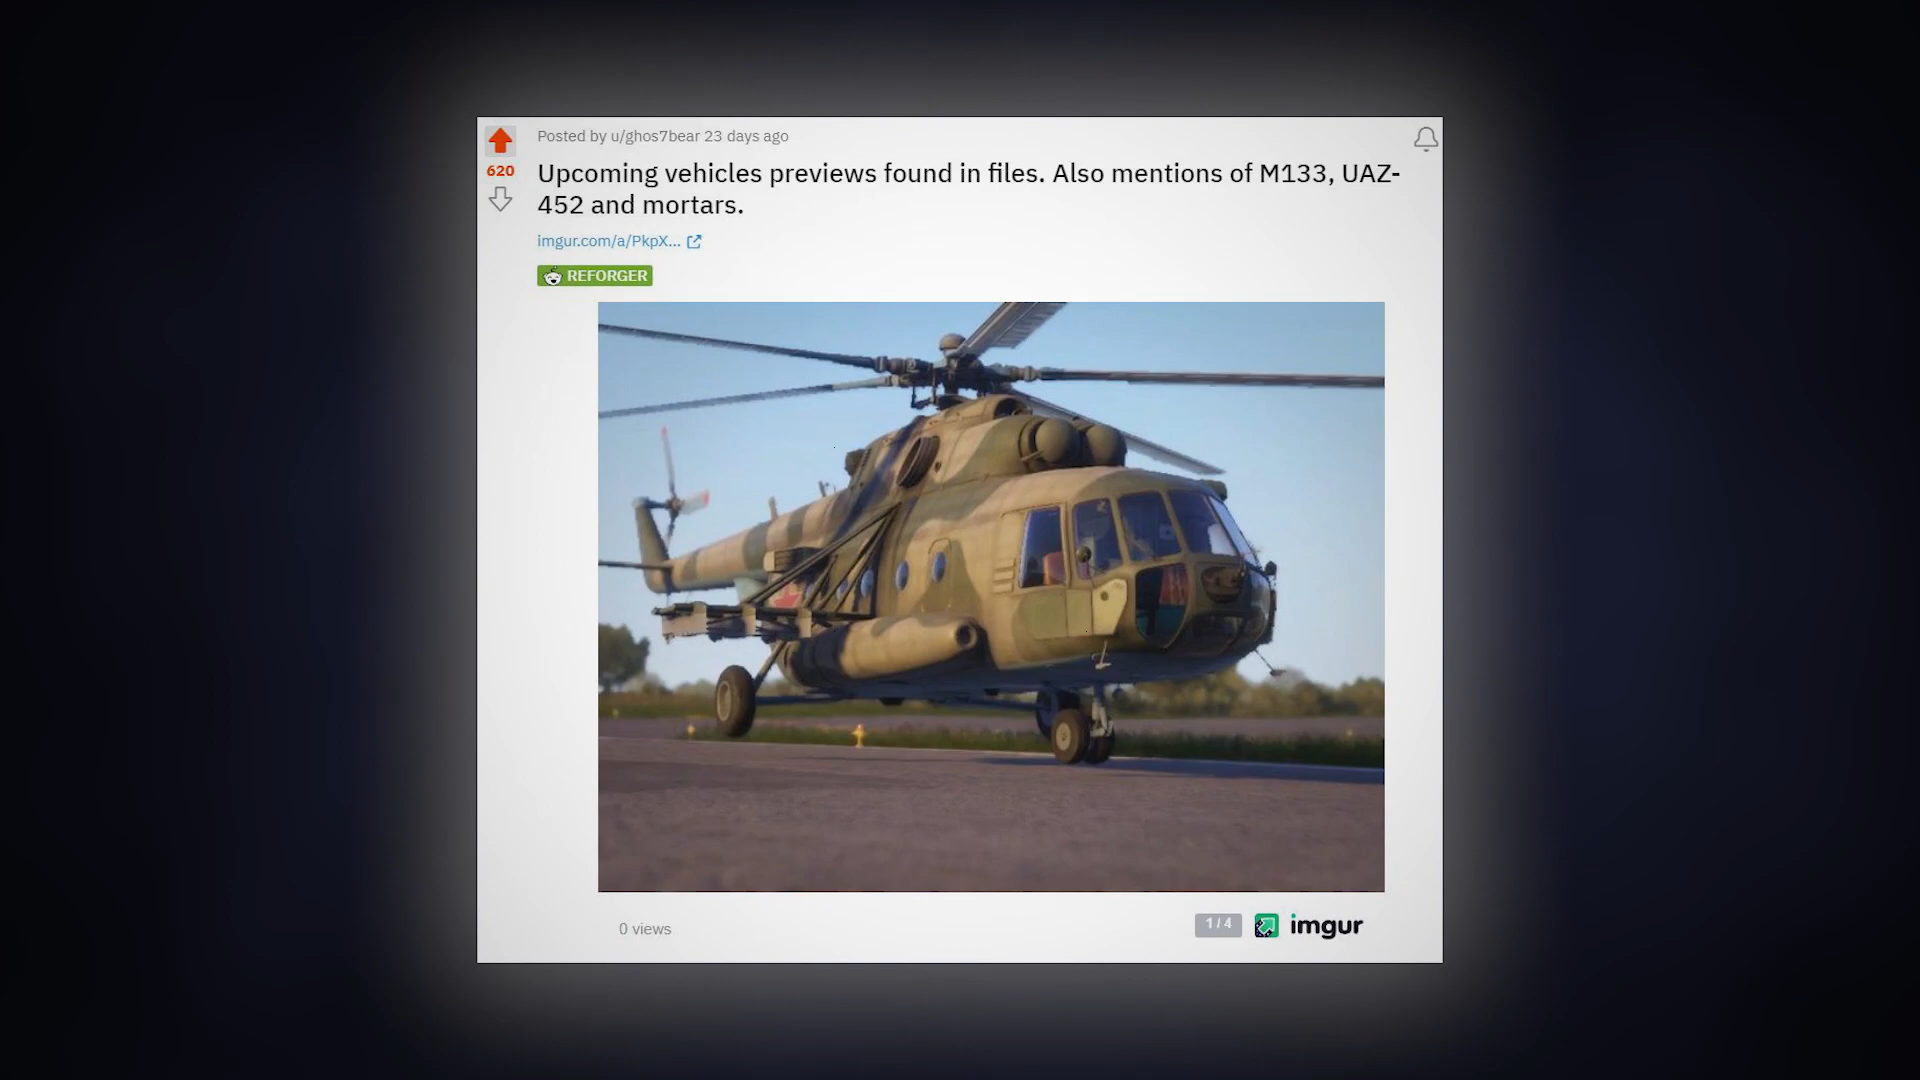 Posted by u/ghos7bear 23 days ago
620
Upcoming vehicles previews found in files. Also mentions of M133, UAZ-
452 and mortars.
imgur.com/a/PkpX...
REFORGER
0 views
1/4
imgur